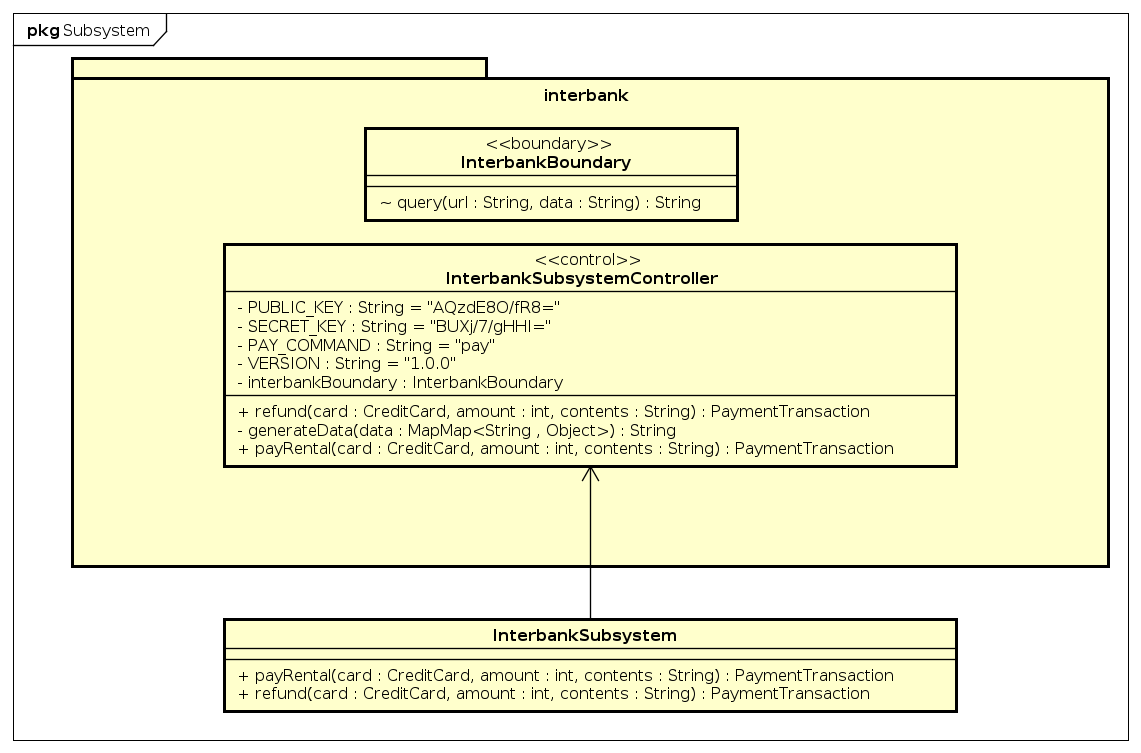 pkg Subsystem
interbank
<<boundary>>
InterbankBoundary
~ query(url : String, data : String) : String
<<control>>
InterbankSubsystemController
- PUBLIC_KEY : String = "AQzdE8O/fR8="
- SECRET_KEY : String = "BUXj/7/gHHI="
- PAY_COMMAND : String = "pay"
- VERSION : String = "1.0.0"
- interbankBoundary : InterbankBoundary
+ refund(card : CreditCard, amount : int, contents : String) : PaymentTransaction
- generateData(data : MapMap<String , Object>) : String
+ payRental(card : CreditCard, amount : int, contents : String) : PaymentTransaction
InterbankSubsystem
+ payRental(card : CreditCard, amount : int, contents : String) : PaymentTransaction
+ refund(card : CreditCard, amount : int, contents : String) : PaymentTransaction